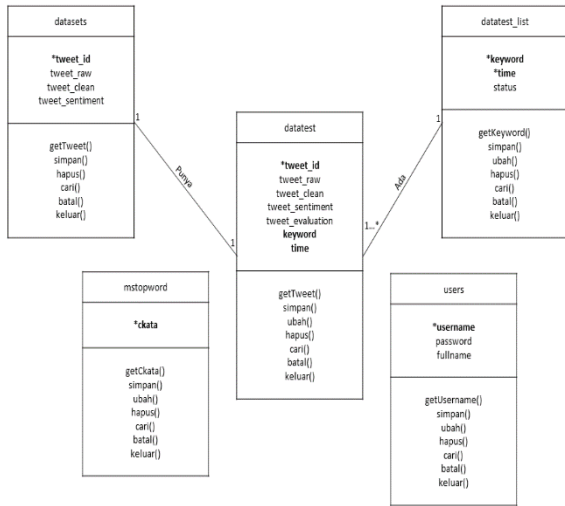 datasets
*tweet_id
tweet_raw
tweet_clean
tweet_sentiment
getTweet()
simpan()
hapus()
cari()
batal()
keluar()
1
Punya
1
datatest
*tweet_id
tweet_raw
tweet_clean
tweet_sentiment
tweet_evaluation
keyword
time
getTweet()
simpan()
ubah()
hapus()
cari()
batal()
keluar()
1...*
Ada
1
datatest_list
*keyword
*time
status
getKeyword()
simpan()
ubah()
hapus()
cari()
batal()
keluar()
mstopword
*ckata
getCkata()
simpan()
ubah()
hapus()
cari()
batal()
keluar()
users
*username
password
fullname
getUsername()
simpan()
ubah()
hapus()
cari()
batal()
keluar()